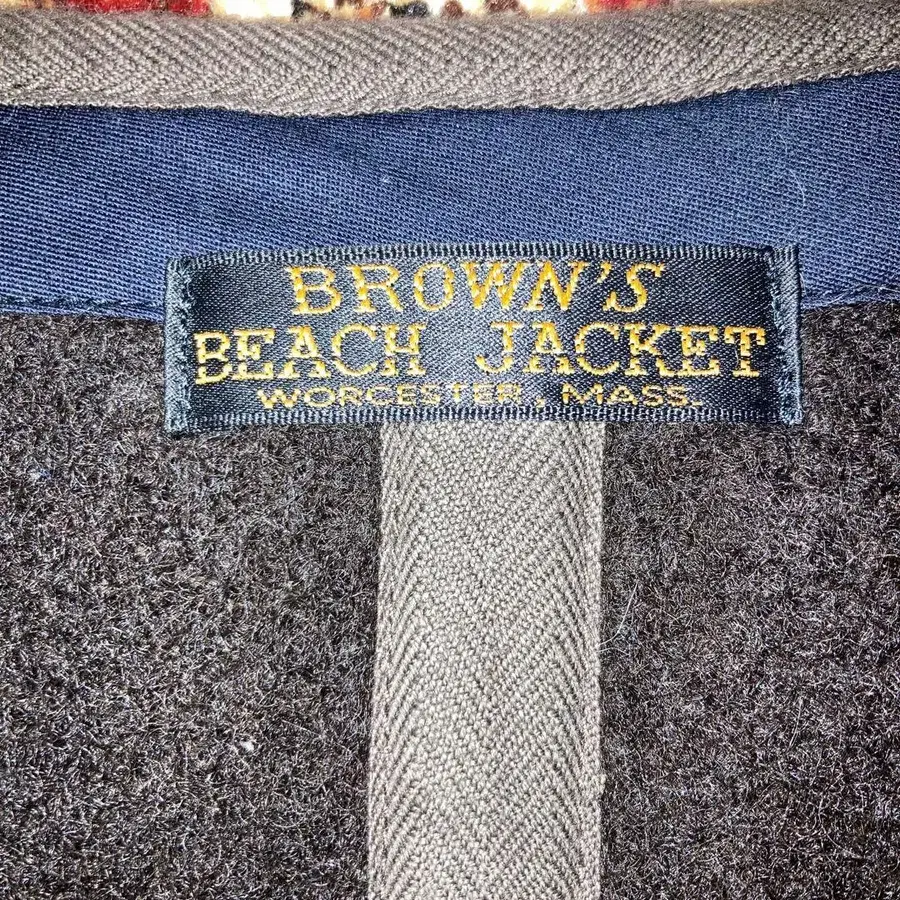 BROWN'S
BEACH JACKET
WORCESTER, MASS.